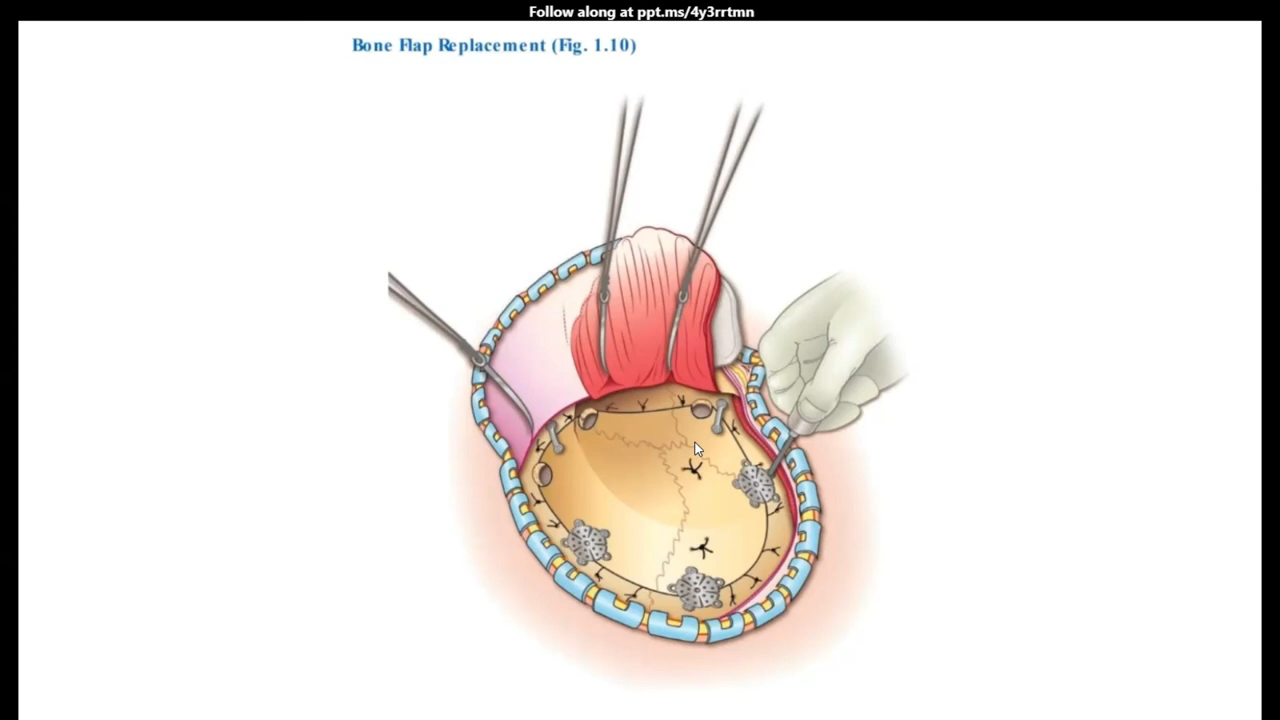 Follow along at ppt.ms/4y3rrtmn
Bone Flap Replacement (Fig. 1.10)